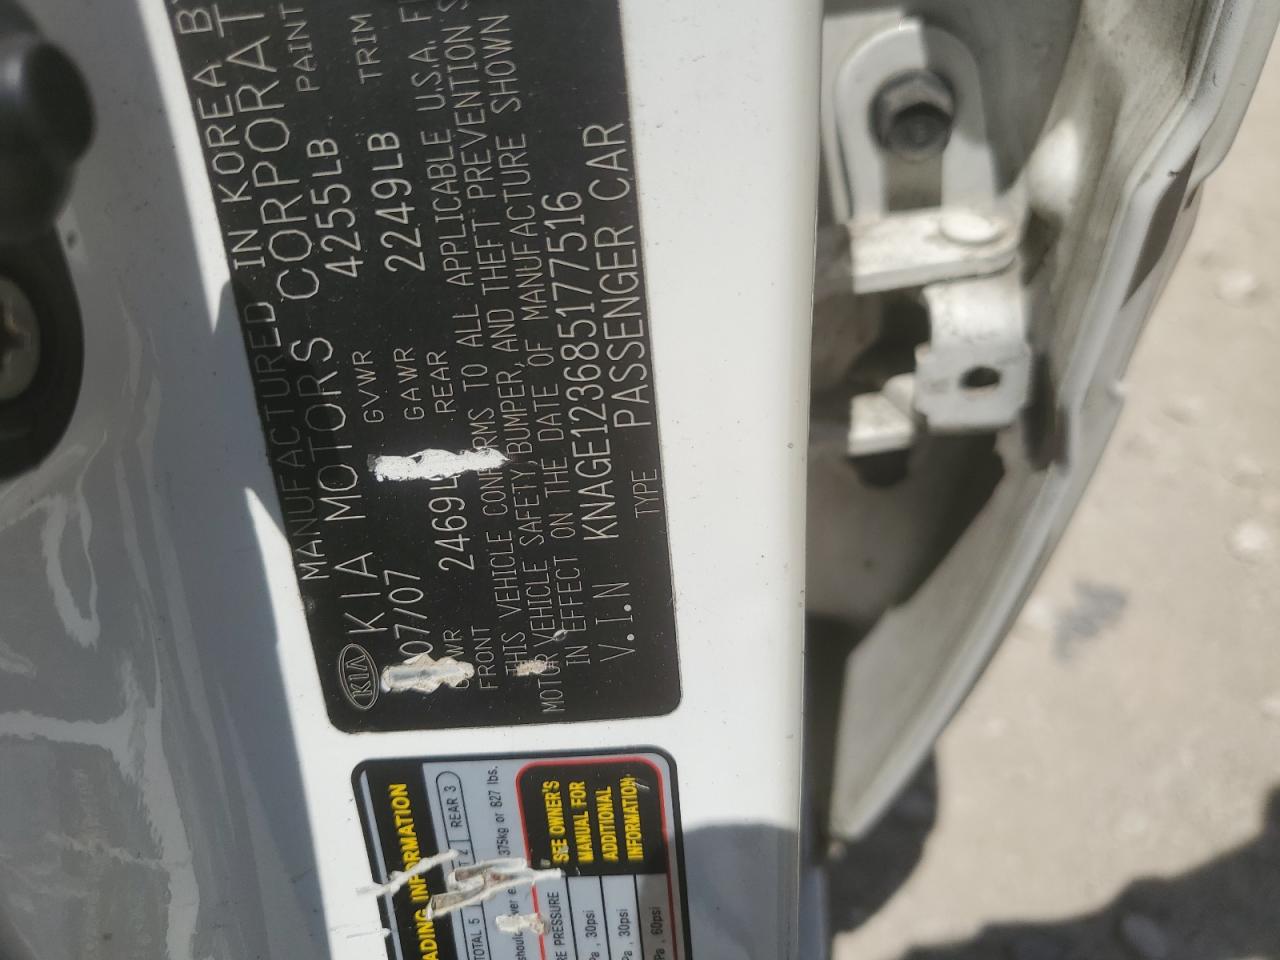 MANUFACTURED IN KOREA
KIA
KIA MOTORS
07/07 GVWR 4255LB PAINT
GAWR 2249LB TRIM
2469 REAR
FRONT
THIS VEHICLE CONFORMS TO ALL APPLICABLE U.S.A.
MOTOR VEHICLE SAFETY, BUMPER, AND THEFT PREVENTION
IN EFFECT ON THE DATE OF MANUFACTURE SHOWN
V.I.N KNAGE123685177516
TYPE PASSENGER CAR
INFORMATION
TOTAL 5 2 REAR 3
375kg or 827 lbs.
PRESSURE
, 30psi
, 30psi
, 60psi
SEE OWNER'S
MANUAL FOR
ADDITIONAL
INFORMATION